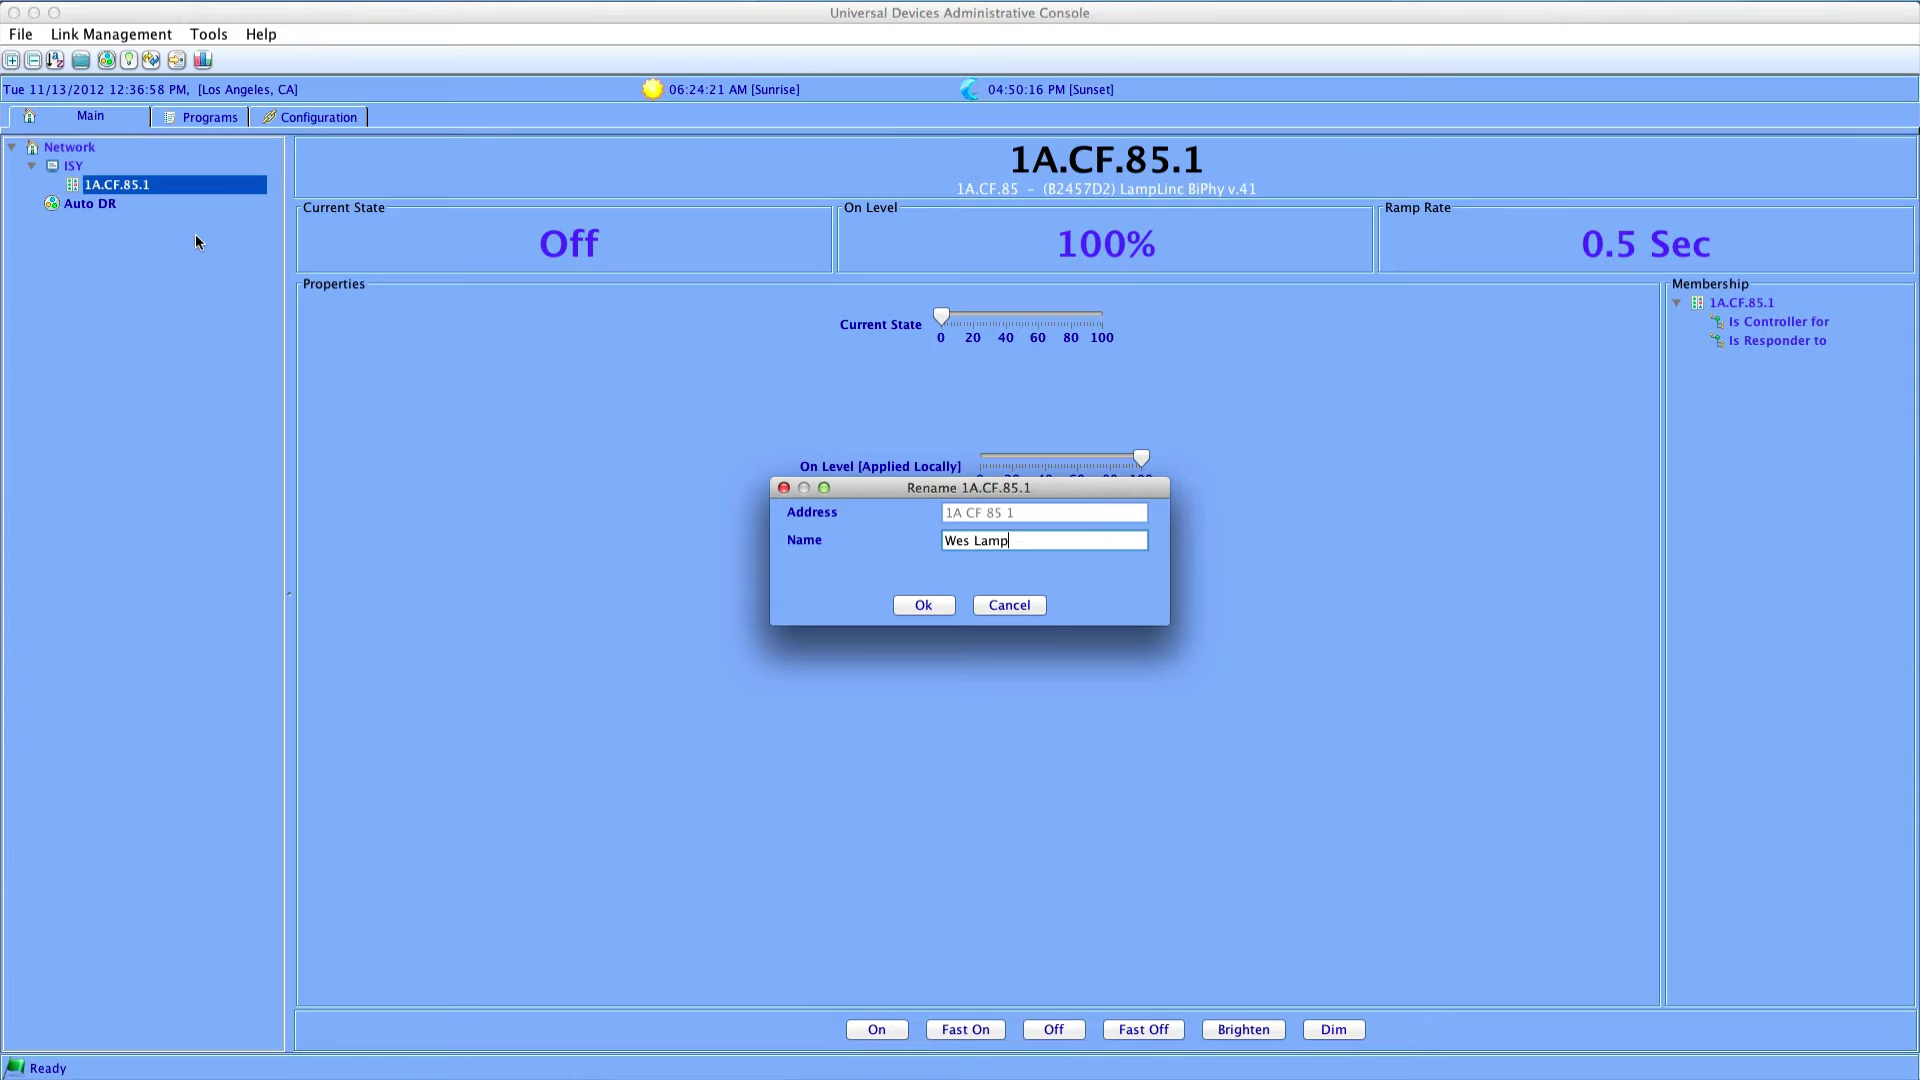 Universal Devices Administrative Console
File Link Management Tools Help
Tue 11/13/2012 12:36:58 PM, [Los Angeles, CA] 06:24:21 AM [Sunrise] 04:50:16 PM [Sunset]
Main Programs Configuration
Network
ISY
1A.CF.85.1
Auto DR
1A.CF.85.1
1A.CF.85 - (B2457D2) LampLinc BiPhy v.41
Current State
Off
On Level
100%
Ramp Rate
0.5 Sec
Properties
Current State
0 20 40 60 80 100
On Level [Applied Locally]
Rename 1A.CF.85.1
Address 1A CF 85 1
Name Wes Lamp
Ok Cancel
Membership
1A.CF.85.1
Is Controller for
Is Responder to
On Fast On Off Fast Off Brighten Dim
Ready